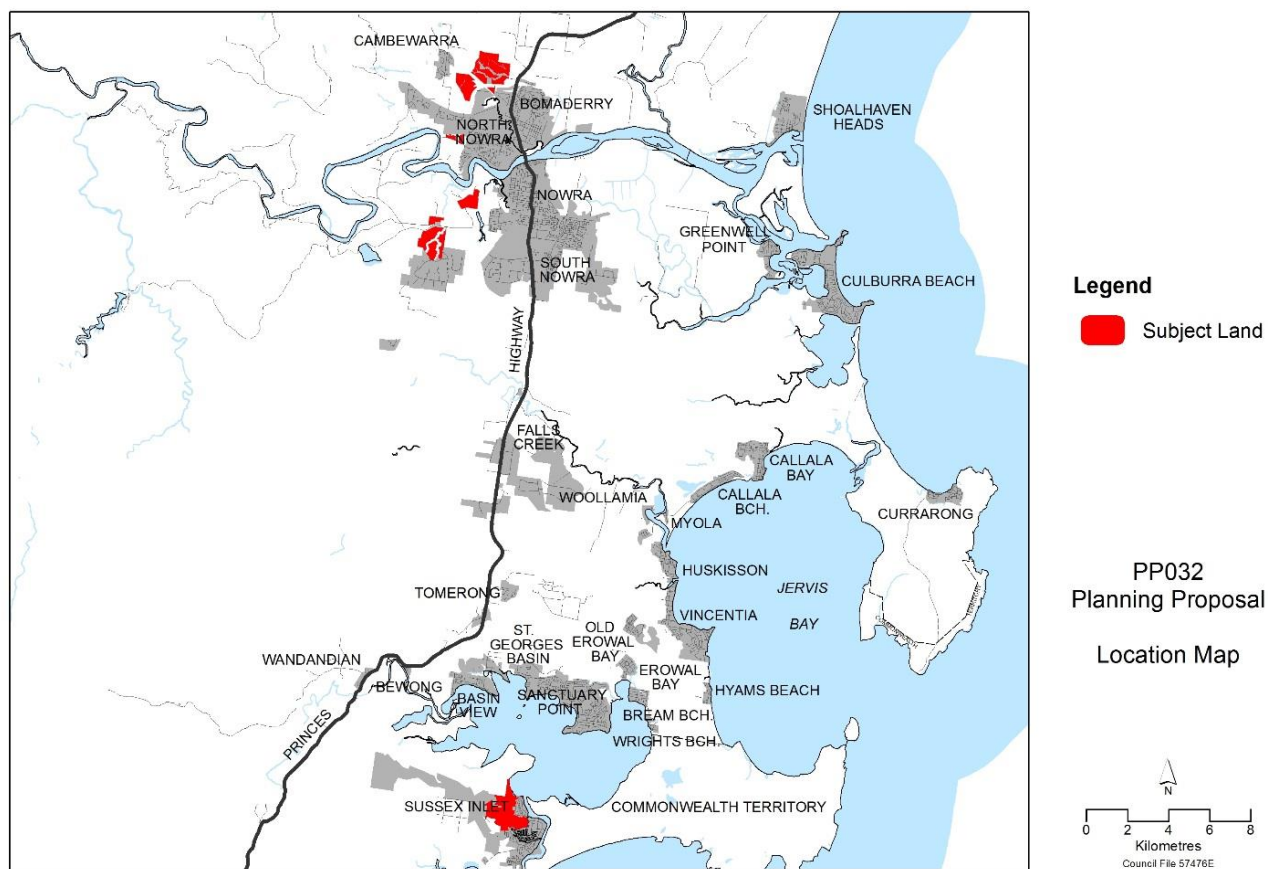 CAMBEWARRA
BOMADERRY
NORTH
NOWRA
SHOALHAVEN
HEADS
NOWRA
GREENWELL
POINT
SOUTH
NOWRA
CULBURRA BEACH
HIGHWAY
FALLS
CREEK
WOOLLAMIA
CALLALA
BAY
CALLALA
BCH.
MYOLA
CURRARONG
HUSKISSON
JERVIS
BAY
TOMERONG
VINCENTIA
ST.
GEORGES
BASIN
OLD
EROWAL
BAY
WANDANDIAN
BEWONG
EROWAL
BAY
BASIN
VIEW
SANCTUARY
POINT
HYAMS BEACH
BREAM BCH.
WRIGHTS BCH.
PRINCES
SUSSEX INLET
COMMONWEALTH TERRITORY
Legend
Subject Land
PP032
Planning Proposal
Location Map
N
0 2 4 6 8
Kilometres
Council File 57476E